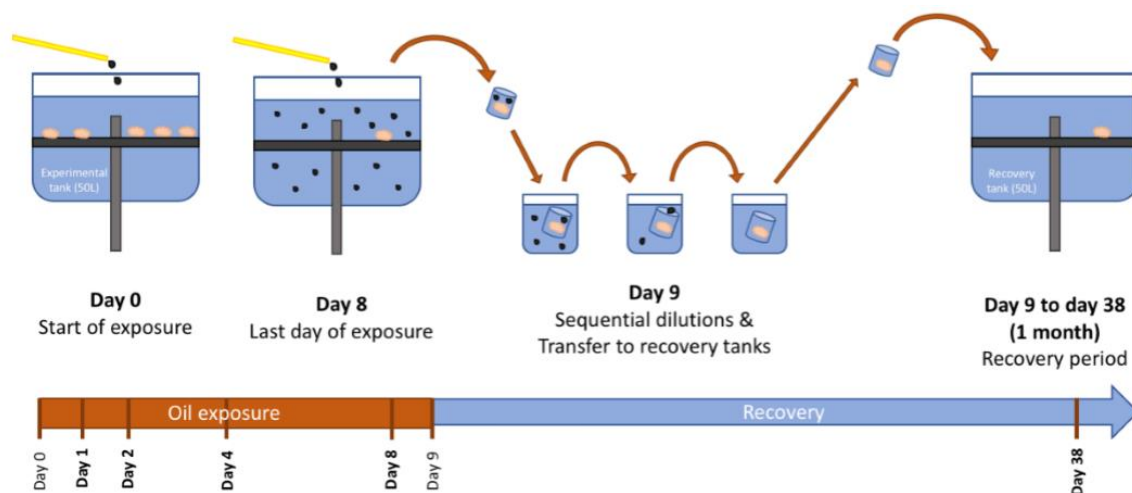 Experimental
tank (50L)
Recovery
tank (50L)
Day 0
Start of exposure
Day 8
Last day of exposure
Day 9
Sequential dilutions &
Transfer to recovery tanks
Day 9 to day 38
(1 month)
Recovery period
Oil exposure
Recovery
Day 0
Day 1
Day 2
Day 4
Day 8
Day 9
Day 38